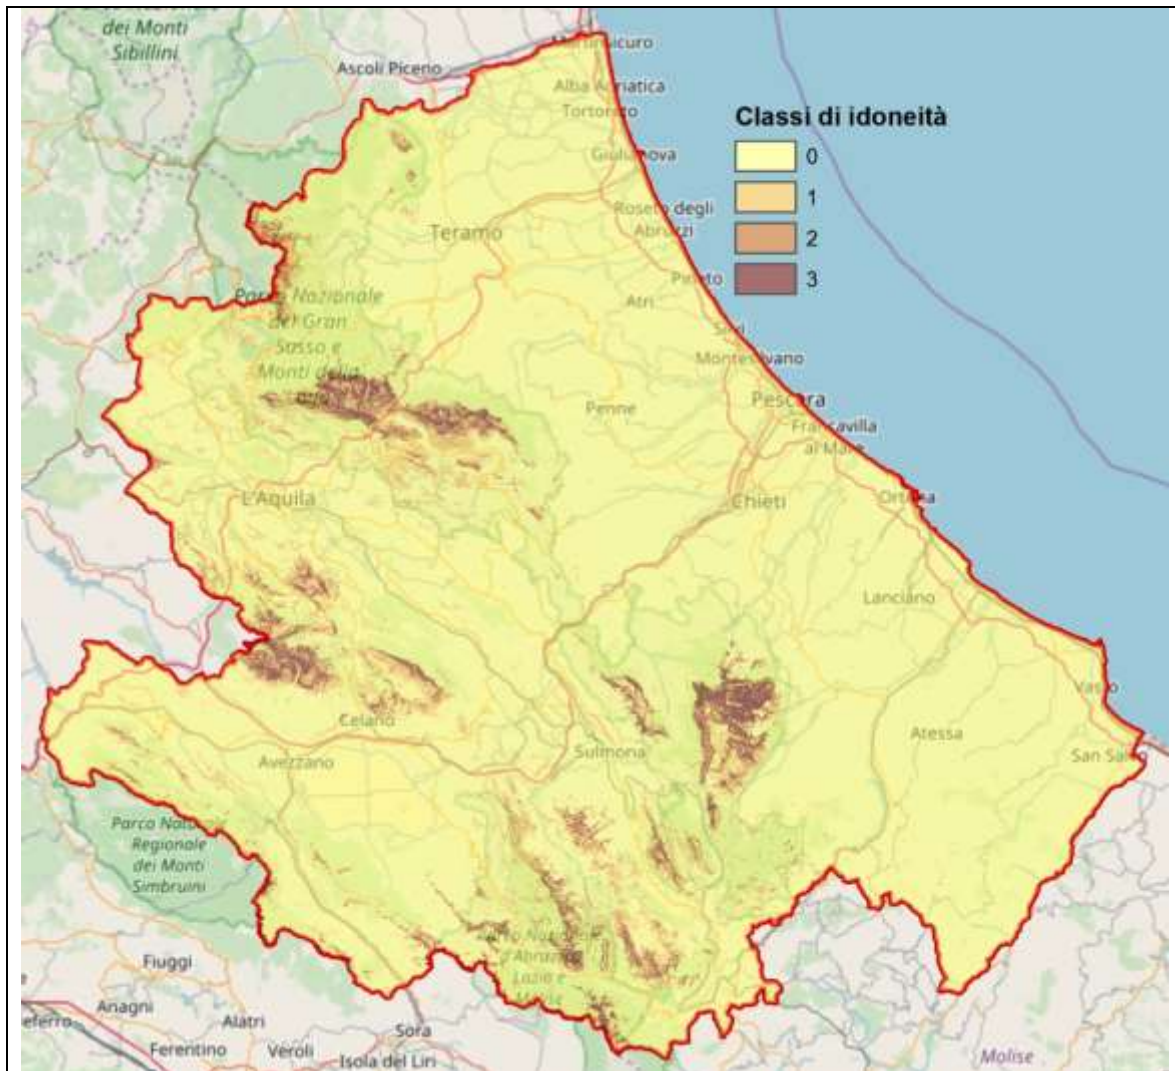 dei Monti
Sibillini
Ascoli Piceno
Alba Adriatica
Tortoreto
Giulianova
Roseto degli
Abruzzi
Pineto
Atri
Silvi
Montesilvano
Pescara
Francavilla
al Mare
Classi di idoneità
0
1
2
3
Teramo
Parco Nazionale
del Gran
Sasso e
Monti della
Penne
L'Aquila
Chieti
Ortona
Lanciano
Vasto
Celano
Sulmona
Atessa
Avezzano
San Salvo
Regionale
dei Monti
Simbruini
Lazio e
Fiuggi
Anagni
Alatri
Sora
Ferentino
Veroli
Isola del Liri
Molise